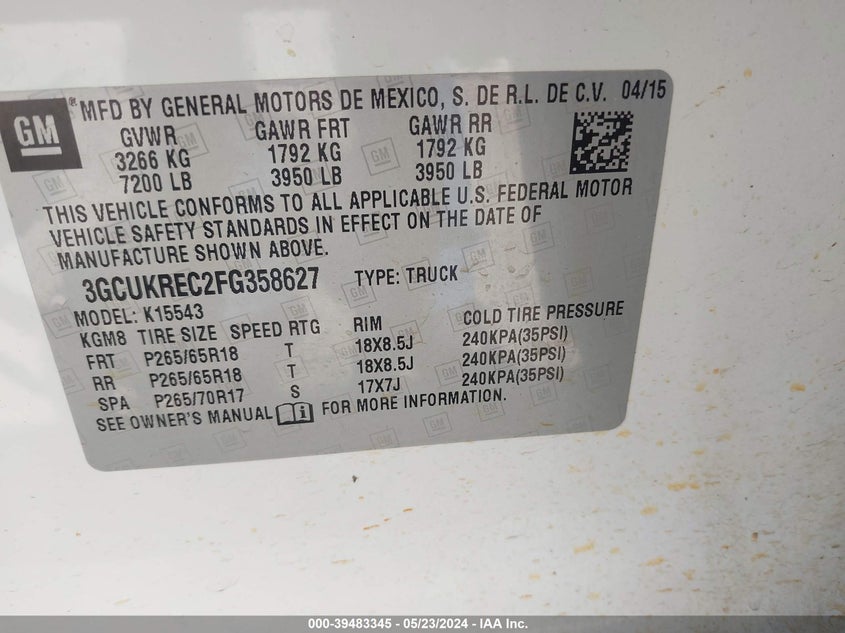 GM
®MFD BY GENERAL MOTORS DE MEXICO, S. DE R.L. DE C.V. 04/15
GVWR GAWR FRT GAWR RR
3266 KG 1792 KG 1792 KG
7200 LB 3950 LB 3950 LB
THIS VEHICLE CONFORMS TO ALL APPLICABLE U.S. FEDERAL MOTOR
VEHICLE SAFETY STANDARDS IN EFFECT ON THE DATE OF
MANUFACTURE SHOWN ABOVE.
3GCUKREC2FG358627 TYPE: TRUCK
MODEL: K15543
KGM8 TIRE SIZE SPEED RTG RIM COLD TIRE PRESSURE
FRT P265/65R18 T 18X8.5J 240KPA(35PSI)
RR P265/65R18 T 18X8.5J 240KPA(35PSI)
SPA P265/70R17 S 17X7J 240KPA(35PSI)
SEE OWNER'S MANUAL i FOR MORE INFORMATION.
000-39483345 - 05/23/2024 - IAA Inc.